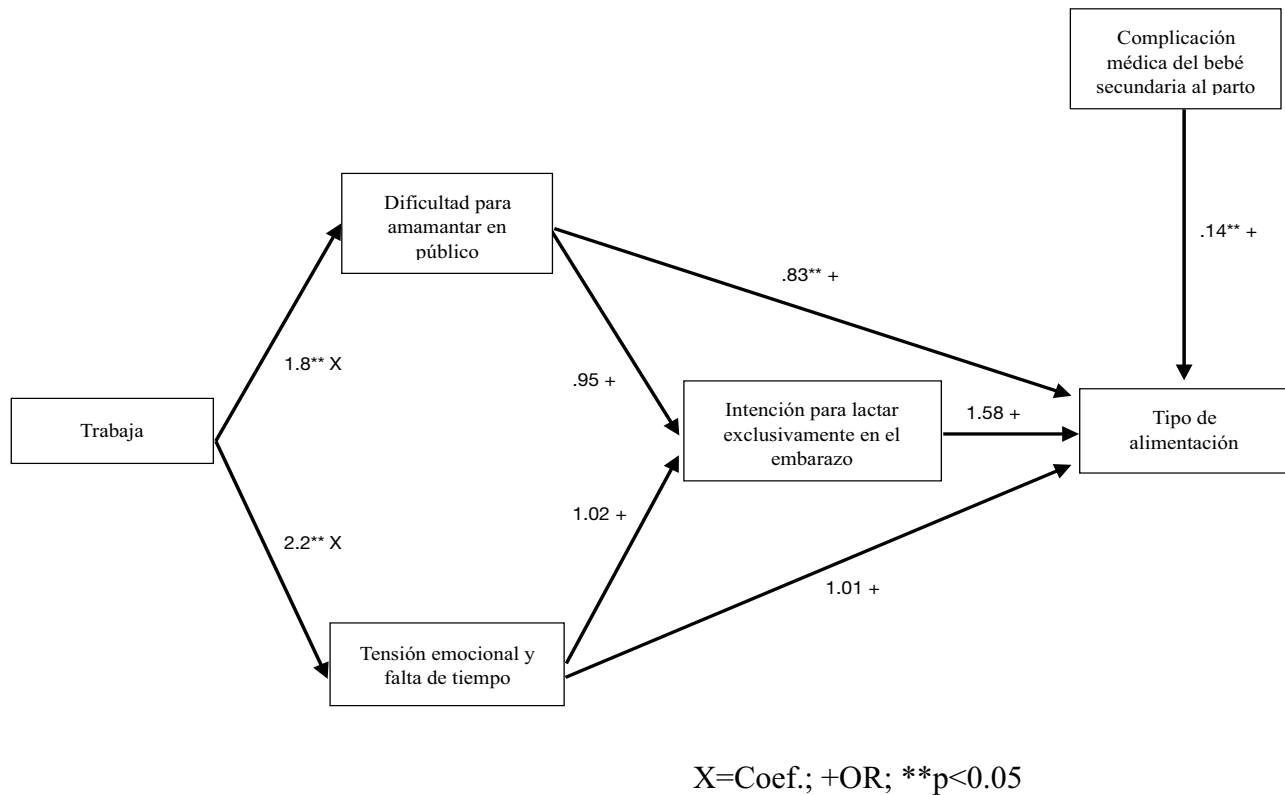 Complicación
médica del bebé
secundaria al parto
Dificultad para
amamantar en
público
.14** +
.83** +
1.8** X
.95 +
Trabaja
Intención para lactar
exclusivamente en el
embarazo
1.58 +
Tipo de
alimentación
1.02 +
2.2** X
1.01 +
Tensión emocional y
falta de tiempo
X=Coef.; +OR; **p<0.05